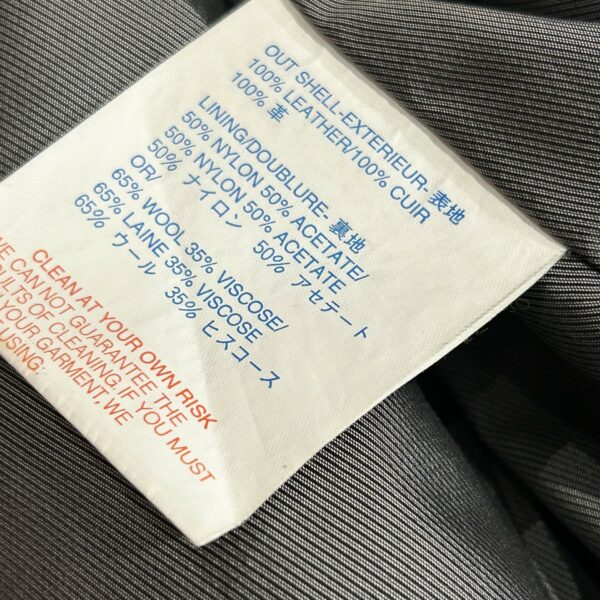 OUT SHELL-EXTERIEUR- 表地
100% LEATHER/100% CUIR
100% 革
LINING/DOUBLURE- 裏地
50% NYLON 50% ACETATE/
50% NYLON 50% ACETATE
50% ナイロン 50% アセテート
OR/
65% WOOL 35% VISCOSE/
65% LAINE 35% VISCOSE
65% ウール 35% ヒスコース
CLEAN AT YOUR OWN RISK
WE CAN NOT GUARANTEE THE
OF CLEANING. IF YOU MUST
YOUR GARMENT WE
USING: